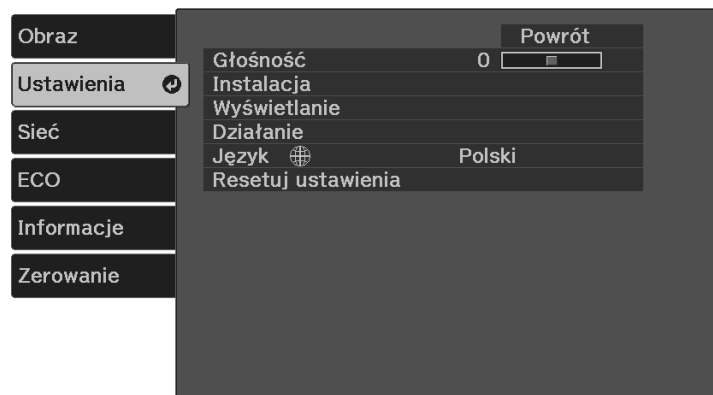 Obraz
Ustawienia
Sieć
ECO
Informacje
Zerowanie
Powrót
Głośność 0
Instalacja
Wyświetlanie
Działanie
Język Polski
Resetuj ustawienia